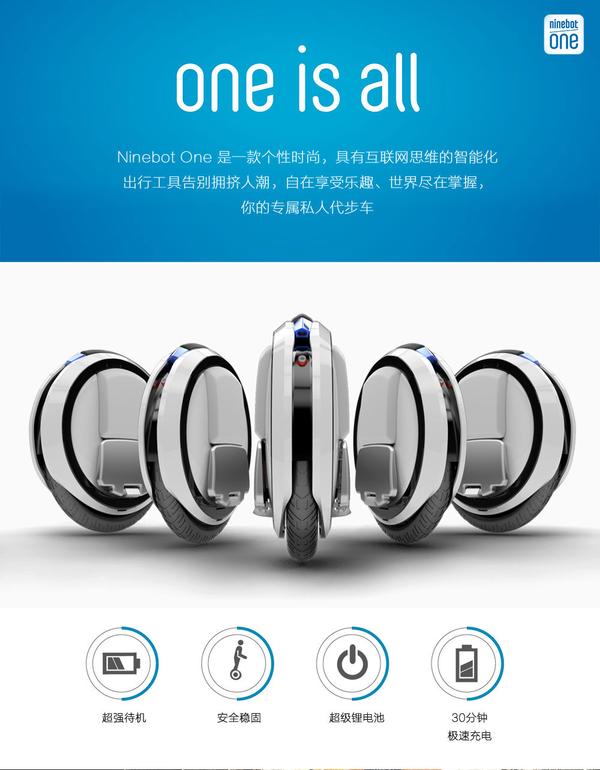 ninebot
one
one is all
Ninebot One 是一款个性时尚，具有互联网思维的智能化
出行工具告别拥挤人潮，自在享受乐趣、世界尽在掌握，
你的专属私人代步车
超强待机
安全稳固
超级锂电池
30分钟
极速充电